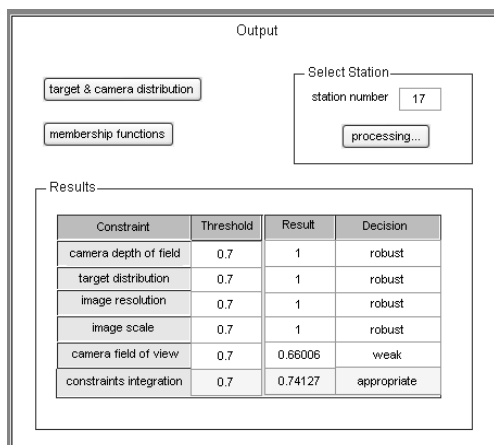 Output
target & camera distribution
membership functions
Select Station
station number 17
processing...
Results
Constraint Threshold Result Decision
camera depth of field 0.7 1 robust
target distribution 0.7 1 robust
image resolution 0.7 1 robust
image scale 0.7 1 robust
camera field of view 0.7 0.66006 weak
constraints integration 0.7 0.74127 appropriate